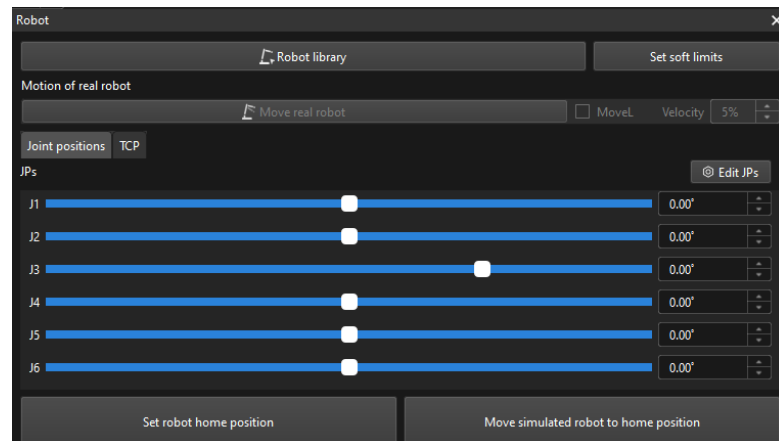 Robot
Robot library
Set soft limits
Motion of real robot
Move real robot
MoveL
Velocity
5%
Joint positions
TCP
JPs
Edit JPs
J1
0.00°
J2
0.00°
J3
0.00°
J4
0.00°
J5
0.00°
J6
0.00°
Set robot home position
Move simulated robot to home position